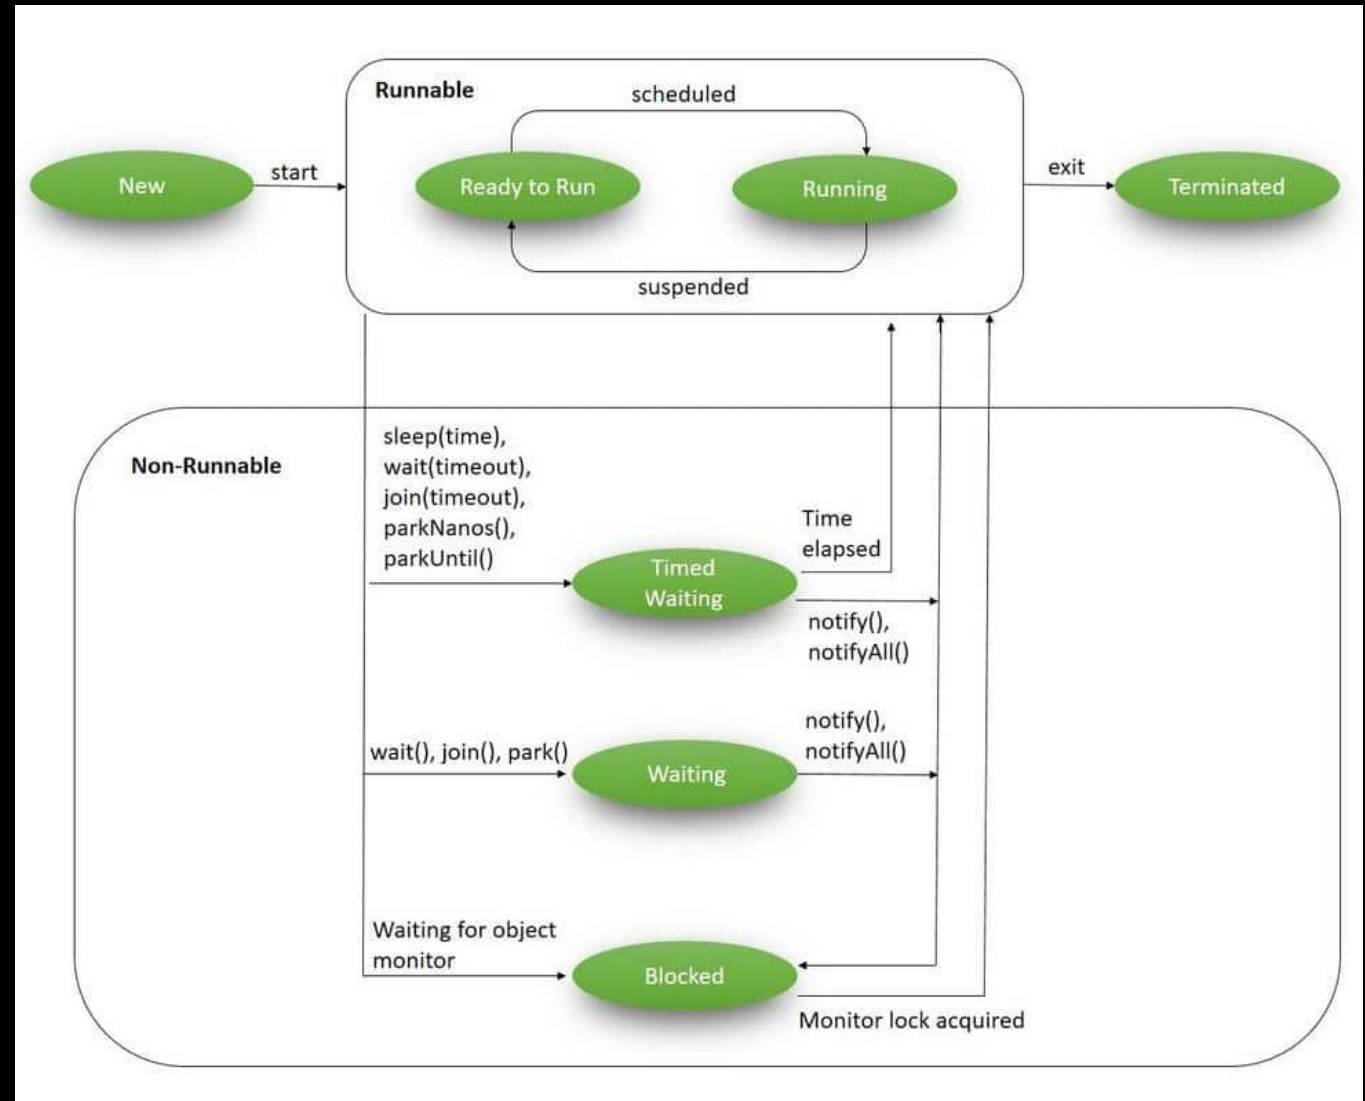 Runnable
scheduled
New
start
Ready to Run
Running
exit
Terminated
suspended
Non-Runnable
sleep(time),
wait(timeout),
join(timeout),
parkNanos(),
parkUntil()
Timed
Waiting
Time
elapsed
notify(),
notifyAll()
wait(), join(), park()
Waiting
notify(),
notifyAll()
Waiting for object
monitor
Blocked
Monitor lock acquired